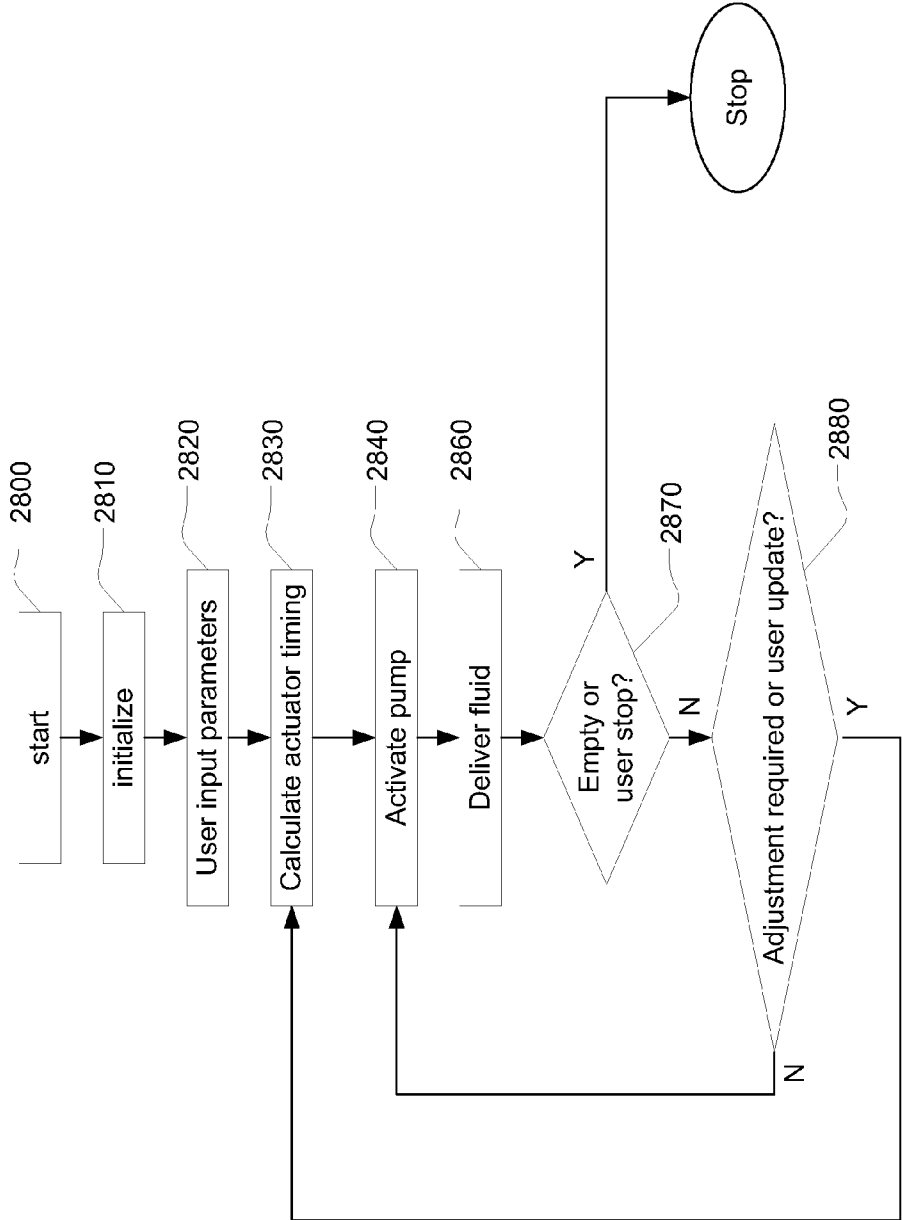 start
2800
initialize
2810
User input parameters
2820
Calculate actuator timing
2830
Activate pump
2840
Deliver fluid
2860
Empty or
user stop?
2870
Y
Stop
N
Adjustment required or user update?
2880
N
Y